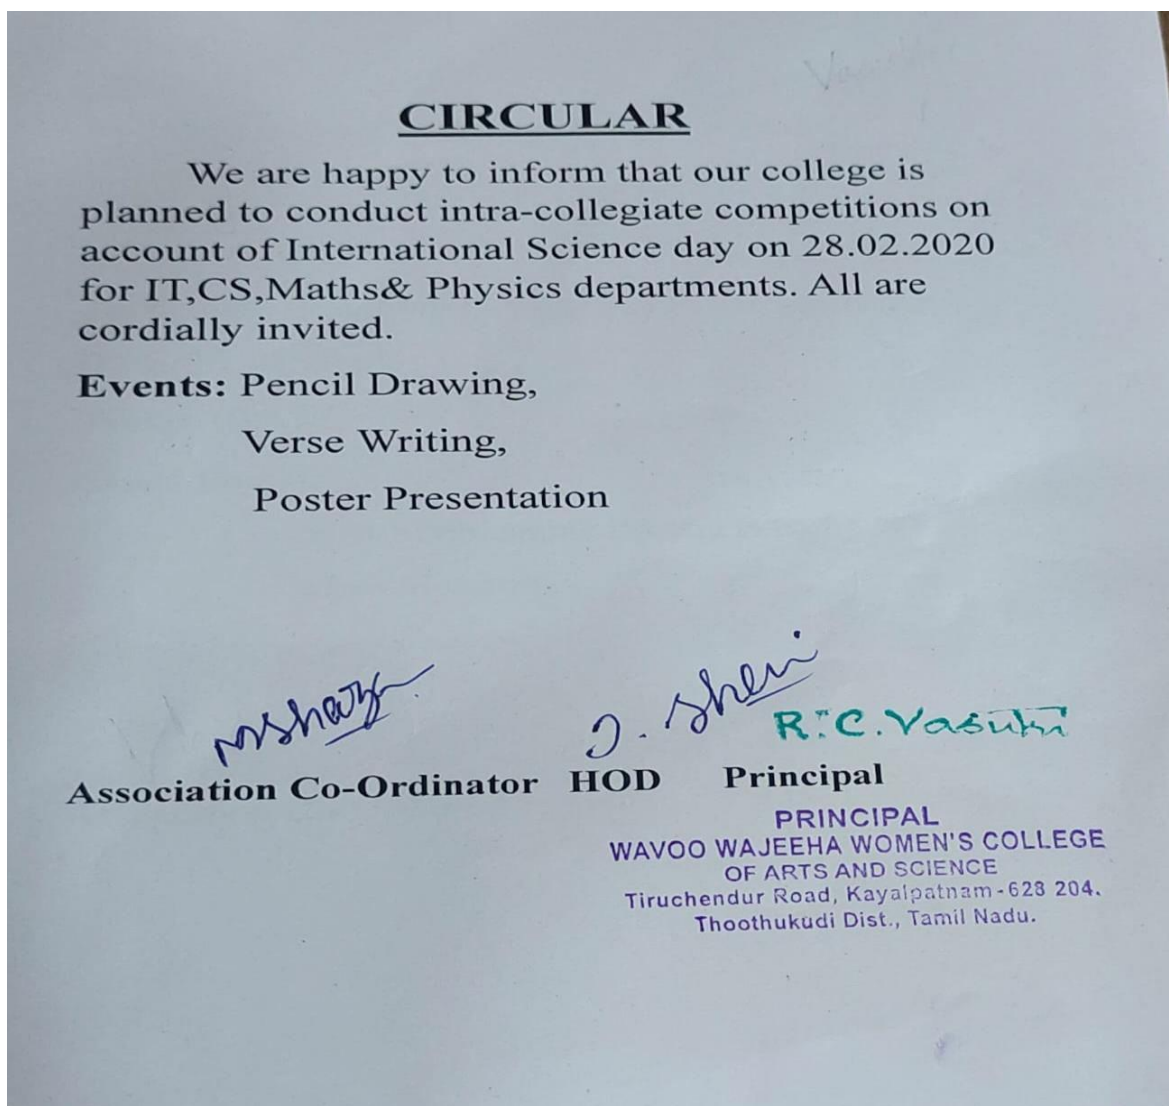 CIRCULAR
We are happy to inform that our college is
planned to conduct intra-collegiate competitions on
account of International Science day on 28.02.2020
for IT,CS,Maths& Physics departments. All are
cordially invited.
Events: Pencil Drawing,
Verse Writing,
Poster Presentation
R.C. Vasuki
Association Co-Ordinator HOD Principal
PRINCIPAL
WAVOO WAJEEHA WOMEN'S COLLEGE
OF ARTS AND SCIENCE
Tiruchendur Road, Kayalpatnam-628 204.
Thoothukudi Dist., Tamil Nadu.